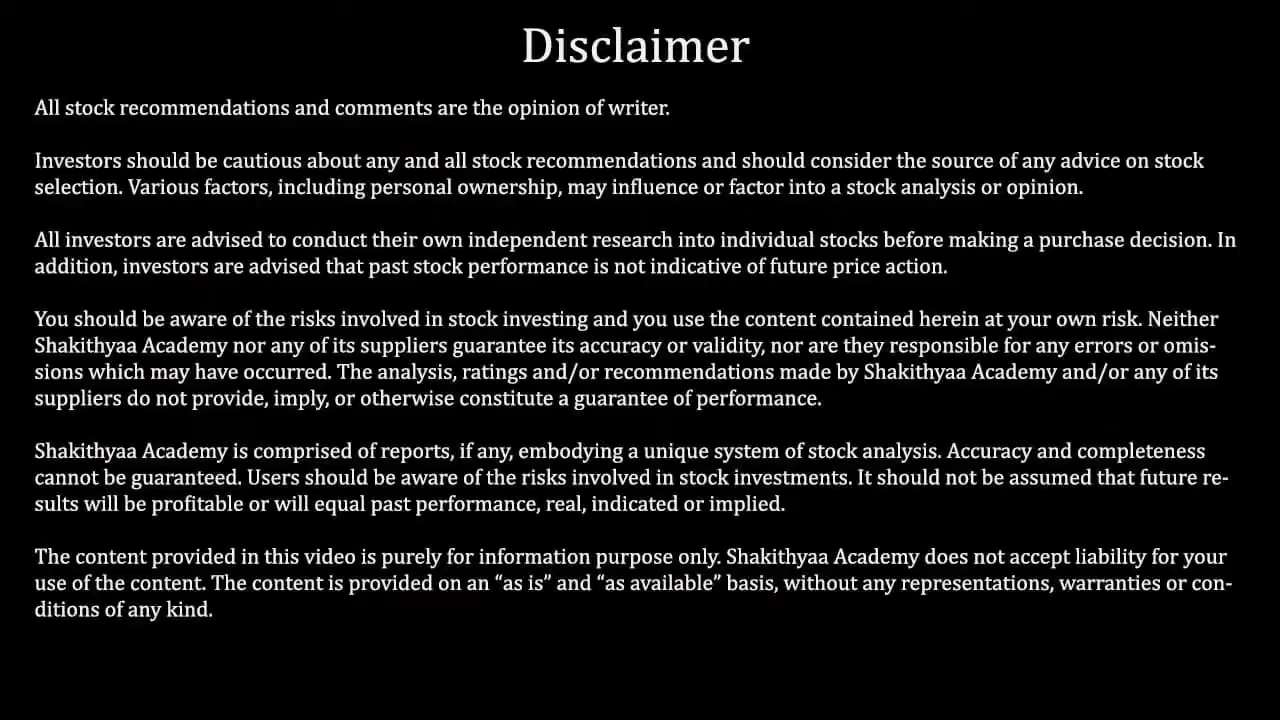 Disclaimer
All stock recommendations and comments are the opinion of writer.
Investors should be cautious about any and all stock recommendations and should consider the source of any advice on stock
selection. Various factors, including personal ownership, may influence or factor into a stock analysis or opinion.
All investors are advised to conduct their own independent research into individual stocks before making a purchase decision. In
addition, investors are advised that past stock performance is not indicative of future price action.
You should be aware of the risks involved in stock investing and you use the content contained herein at your own risk. Neither
Shakithyaa Academy nor any of its suppliers guarantee its accuracy or validity, nor are they responsible for any errors or omis-
sions which may have occurred. The analysis, ratings and/or recommendations made by Shakithyaa Academy and/or any of its
suppliers do not provide, imply, or otherwise constitute a guarantee of performance.
Shakithyaa Academy is comprised of reports, if any, embodying a unique system of stock analysis. Accuracy and completeness
cannot be guaranteed. Users should be aware of the risks involved in stock investments. It should not be assumed that future re-
sults will be profitable or will equal past performance, real, indicated or implied.
The content provided in this video is purely for information purpose only. Shakithyaa Academy does not accept liability for your
use of the content. The content is provided on an “as is” and “as available” basis, without any representations, warranties or con-
ditions of any kind.